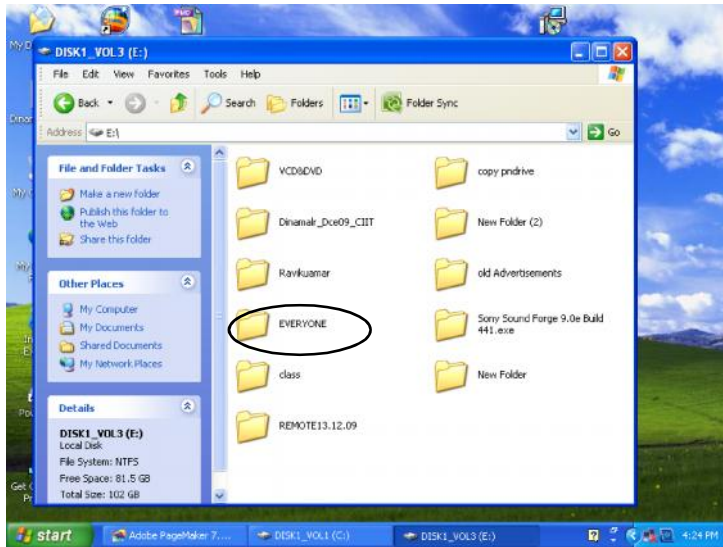 My D
DISK1_VOL3 (E:)
File Edit View Favorites Tools Help
Back Search Folders Folder Sync
Address E:\ Go
File and Folder Tasks
Make a new folder
Publish this folder to
the Web
Share this folder
Other Places
My Computer
My Documents
Shared Documents
My Network Places
Details
DISK1_VOL3 (E:)
Local Disk
File System: NTFS
Free Space: 81.5 GB
Total Size: 102 GB
VCD&DVD
copy pndrive
Dinamalr_Dce09_CIIT
New Folder (2)
Ravikuamar
old Advertisements
EVERYONE
Sony Sound Forge 9.0e Build
441.exe
class
New Folder
REMOTE13.12.09
start Adobe PageMaker 7.... DISK1_VOL1 (C:) DISK1_VOL3 (E:) 4:24 PM